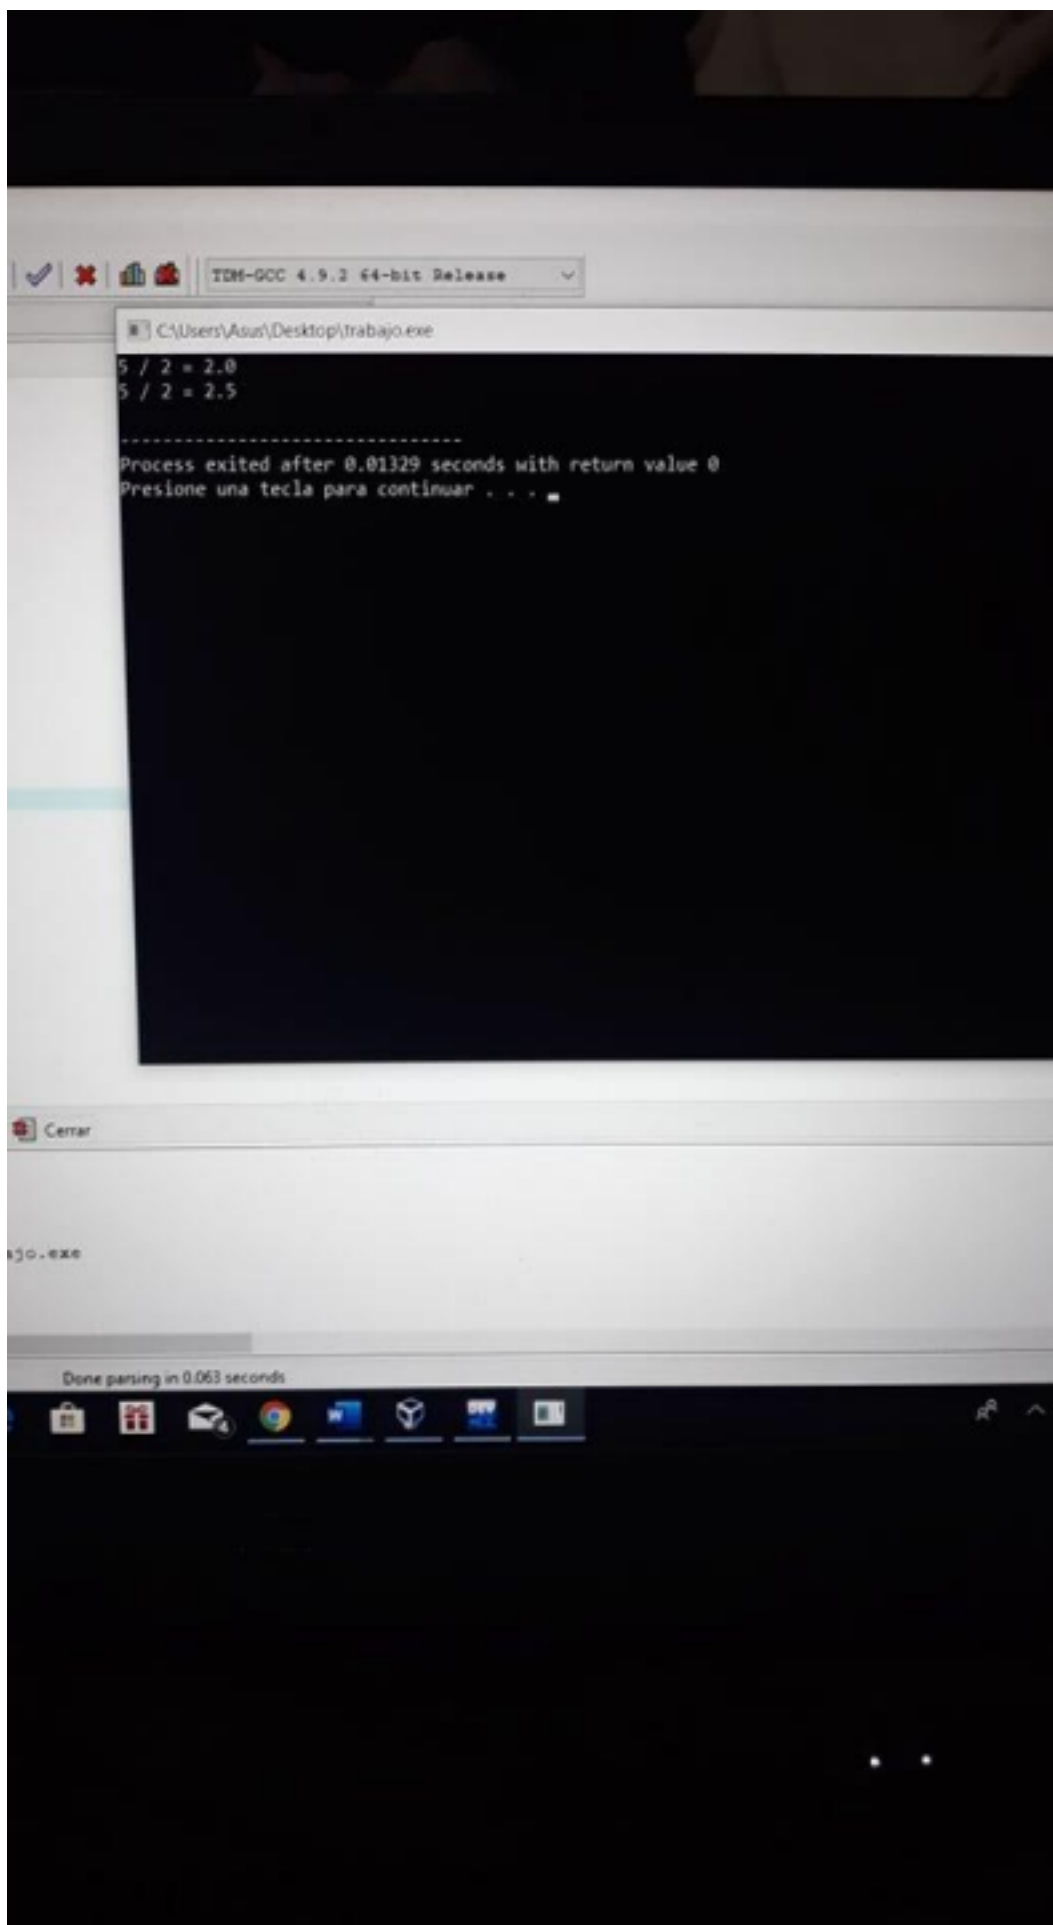 TDM-GCC 4.9.2 64-bit Release
C:\Users\Asus\Desktop\trabajo.exe
5 / 2 = 2.0
5 / 2 = 2.5
--------------------------------
Process exited after 0.01329 seconds with return value 0
Presione una tecla para continuar . . .
Cerrar
ajo.exe
Done parsing in 0.063 seconds
4
W
DEV